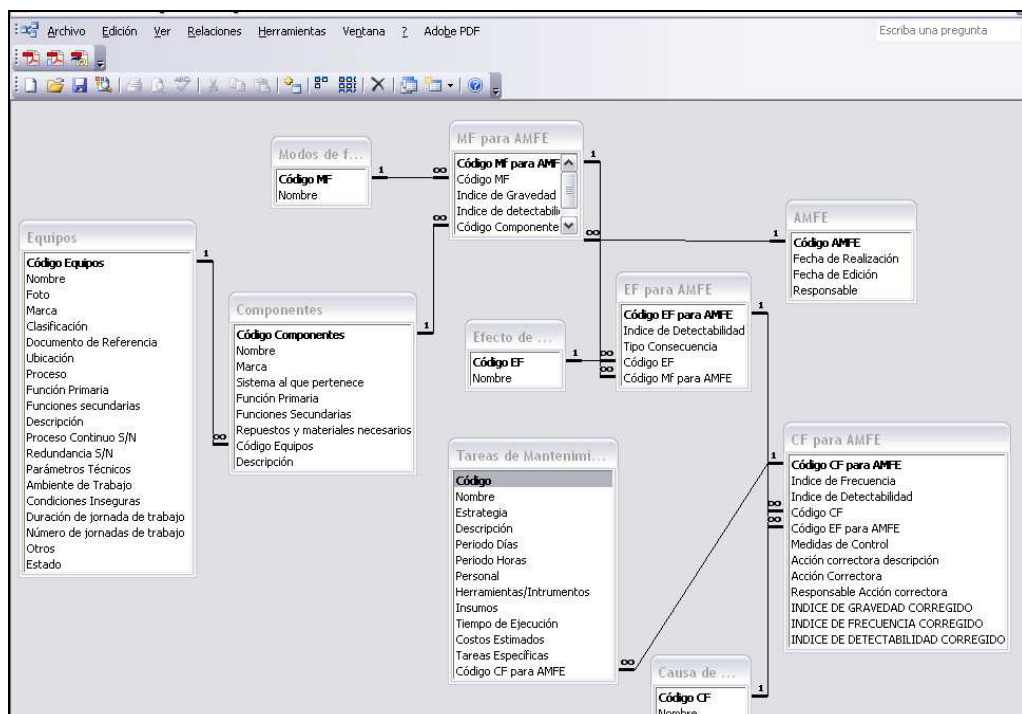 Archivo Edición Ver Relaciones Herramientas Ventana ? Adobe PDF
Escriba una pregunta
Modos de f...
Código MF
Nombre
MF para AMFE
Código Mf para AMF
Código MF
Indice de Gravedad
Indice de detectabili
Código Componente
AMFE
Código AMFE
Fecha de Realización
Fecha de Edición
Responsable
Equipos
Código Equipos
Nombre
Foto
Marca
Clasificación
Documento de Referencia
Ubicación
Proceso
Función Primaria
Funciones secundarias
Descripción
Proceso Continuo S/N
Redundancia S/N
Parámetros Técnicos
Ambiente de Trabajo
Condiciones Inseguras
Duración de jornada de trabajo
Número de jornadas de trabajo
Otros
Estado
Componentes
Código Componentes
Nombre
Marca
Sistema al que pertenece
Función Primaria
Funciones Secundarias
Repuestos y materiales necesarios
Código Equipos
Descripción
Efecto de ...
Código EF
Nombre
EF para AMFE
Código EF para AMFE
Indice de Detectabilidad
Tipo Consecuencia
Código EF
Código Mf para AMFE
Tareas de Mantenimi...
Código
Nombre
Estrategia
Descripción
Periodo Días
Periodo Horas
Personal
Herramientas/Intrumentos
Insumos
Tiempo de Ejecución
Costos Estimados
Tareas Específicas
Código CF para AMFE
CF para AMFE
Código CF para AMFE
Indice de Frecuencia
Indice de Detectabilidad
Código CF
Código EF para AMFE
Medidas de Control
Acción correctora descripción
Acción Correctora
Responsable Acción correctora
INDICE DE GRAVEDAD CORREGIDO
INDICE DE FRECUENCIA CORREGIDO
INDICE DE DETECTABILIDAD CORREGIDO
Causa de ...
Código CF
Nombre